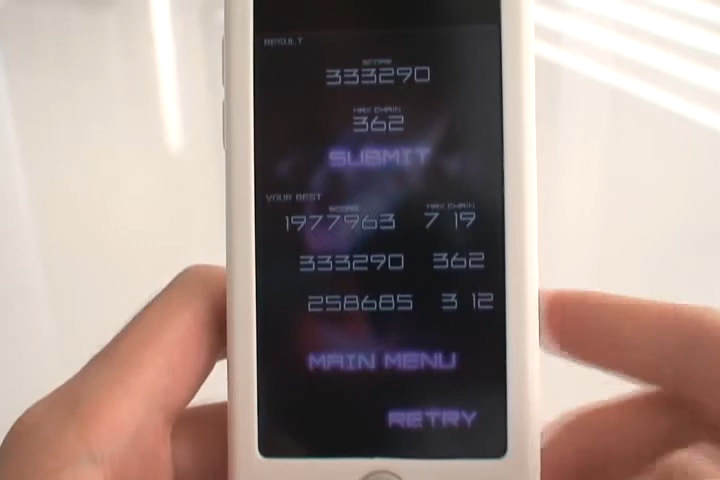 RESULT
SCORE
333290
MAX CHAIN
362
SUBMIT
YOUR BEST
SCORE MAX CHAIN
1977963 719
333290 362
258685 312
MAIN MENU
RETRY